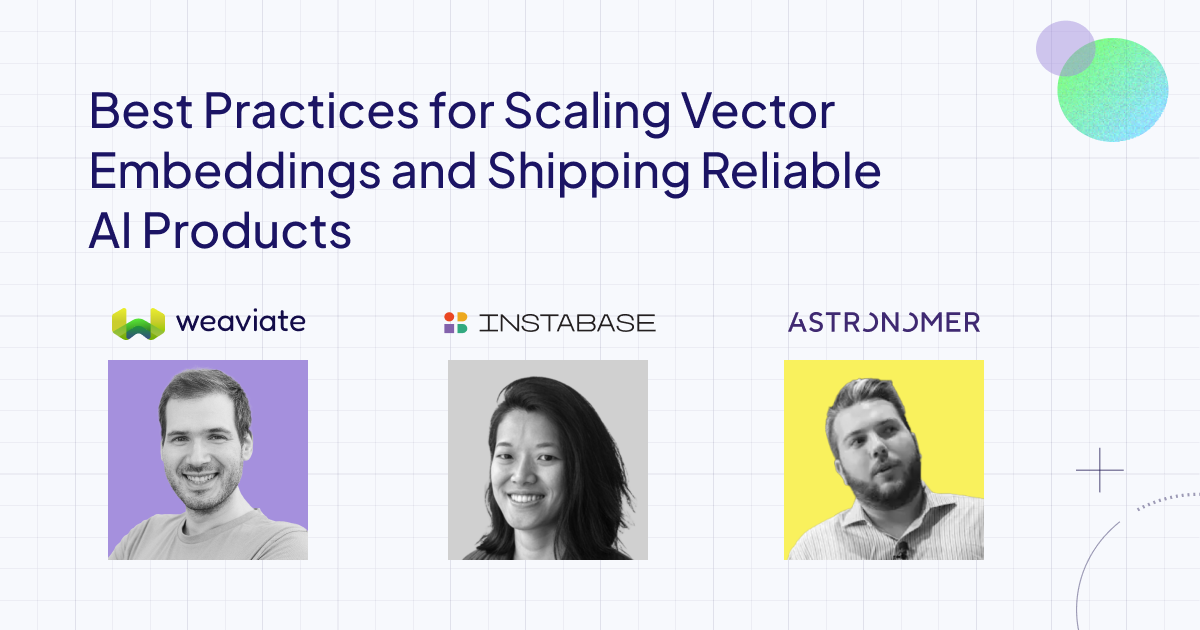 Best Practices for Scaling Vector
Embeddings and Shipping Reliable
AI Products
weaviate
INSTABASE
ASTRONOMER